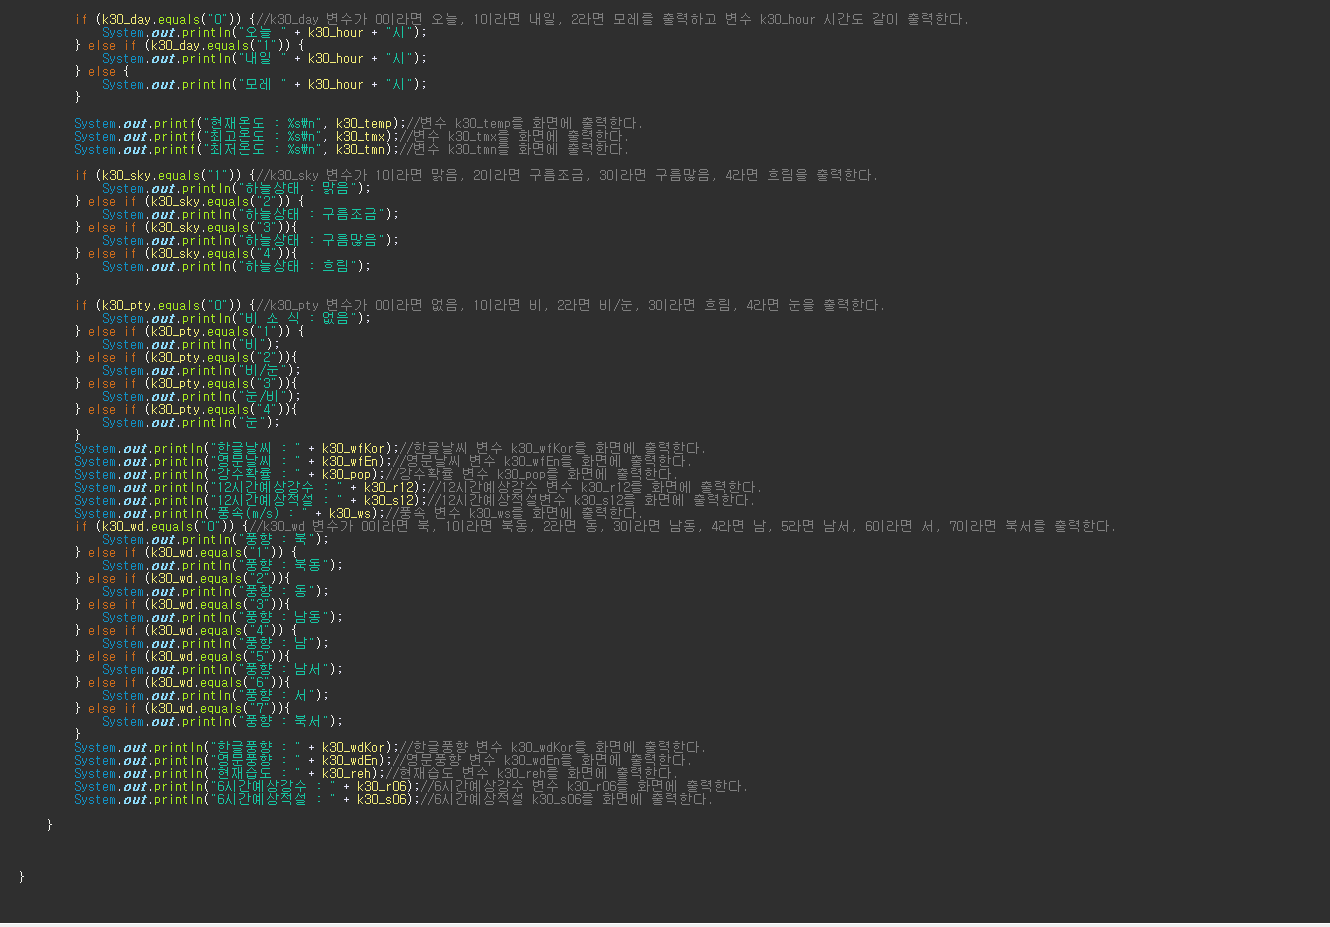 if (k30_day.equals("0")) {//k30_day 변수가 0이라면 오늘, 1이라면 내일, 2라면 모레를 출력하고 변수 k30_hour 시간도 같이 출력한다.
System.out.println("오늘 " + k30_hour + "시");
} else if (k30_day.equals("1")) {
System.out.println("내일 " + k30_hour + "시");
} else {
System.out.println("모레 " + k30_hour + "시");
}
System.out.printf("현재온도 : %s₩n", k30_temp);//변수 k30_temp를 화면에 출력한다.
System.out.printf("최고온도 : %s₩n", k30_tmx);//변수 k30_tmx를 화면에 출력한다.
System.out.printf("최저온도 : %s₩n", k30_tmn);//변수 k30_tmn를 화면에 출력한다.
if (k30_sky.equals("1")) {//k30_sky 변수가 1이라면 맑음, 2이라면 구름조금, 3이라면 구름많음, 4라면 흐림을 출력한다.
System.out.println("하늘상태 : 맑음");
} else if (k30_sky.equals("2")) {
System.out.println("하늘상태 : 구름조금");
} else if (k30_sky.equals("3")){
System.out.println("하늘상태 : 구름많음");
} else if (k30_sky.equals("4")){
System.out.println("하늘상태 : 흐림");
}
if (k30_pty.equals("0")) {//k30_pty 변수가 0이라면 없음, 1이라면 비, 2라면 비/눈, 3이라면 흐림, 4라면 눈을 출력한다.
System.out.println("비 소 식 : 없음");
} else if (k30_pty.equals("1")) {
System.out.println("비");
} else if (k30_pty.equals("2")){
System.out.println("비/눈");
} else if (k30_pty.equals("3")){
System.out.println("눈/비");
} else if (k30_pty.equals("4")){
System.out.println("눈");
}
System.out.println("한글날씨 : " + k30_wfKor);//한글날씨 변수 k30_wfKor를 화면에 출력한다.
System.out.println("영문날씨 : " + k30_wfEn);//영문날씨 변수 k30_wfEn를 화면에 출력한다.
System.out.println("강수확률 : " + k30_pop);//강수확률 변수 k30_pop를 화면에 출력한다.
System.out.println("12시간예상강수 : " + k30_r12);//12시간예상강수 변수 k30_r12를 화면에 출력한다.
System.out.println("12시간예상적설 : " + k30_s12);//12시간예상적설변수 k30_s12를 화면에 출력한다.
System.out.println("풍속(m/s) : " + k30_ws);//풍속 변수 k30_ws를 화면에 출력한다.
if (k30_wd.equals("0")) {//k30_wd 변수가 0이라면 북, 1이라면 북동, 2라면 동, 3이라면 남동, 4라면 남, 5라면 남서, 6이라면 서, 7이라면 북서를 출력한다.
System.out.println("풍향 : 북");
} else if (k30_wd.equals("1")) {
System.out.println("풍향 : 북동");
} else if (k30_wd.equals("2")){
System.out.println("풍향 : 동");
} else if (k30_wd.equals("3")){
System.out.println("풍향 : 남동");
} else if (k30_wd.equals("4")) {
System.out.println("풍향 : 남");
} else if (k30_wd.equals("5")){
System.out.println("풍향 : 남서");
} else if (k30_wd.equals("6")){
System.out.println("풍향 : 서");
} else if (k30_wd.equals("7")){
System.out.println("풍향 : 북서");
}
System.out.println("한글풍향 : " + k30_wdKor);//한글풍향 변수 k30_wdKor를 화면에 출력한다.
System.out.println("영문풍향 : " + k30_wdEn);//영문풍향 변수 k30_wdEn를 화면에 출력한다.
System.out.println("현재습도 : " + k30_reh);//현재습도 변수 k30_reh를 화면에 출력한다.
System.out.println("6시간예상강수 : " + k30_r06);//6시간예상강수 변수 k30_r06를 화면에 출력한다.
System.out.println("6시간예상적설 : " + k30_s06);//6시간예상적설 k30_s06를 화면에 출력한다.
}
}